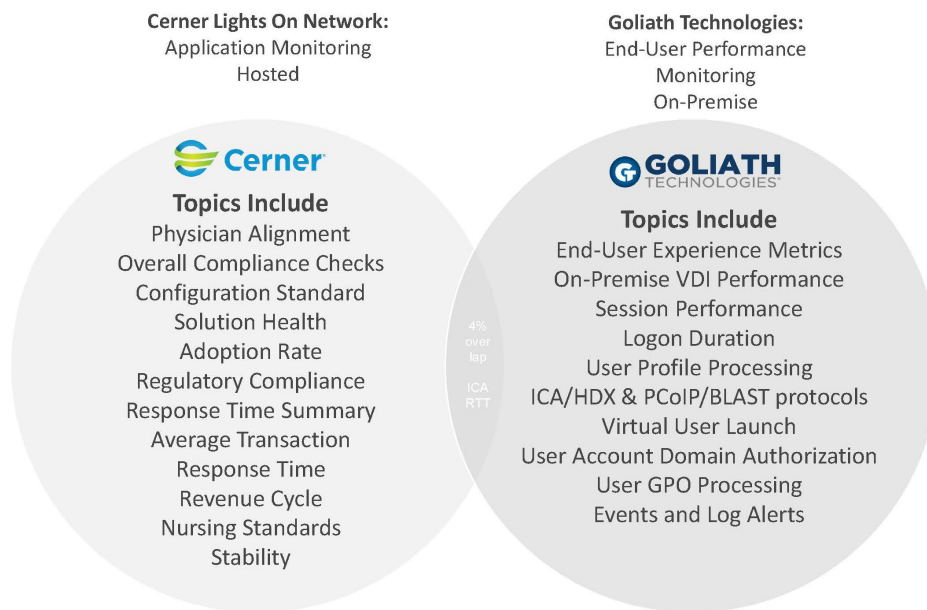 Cerner Lights On Network:
Application Monitoring
Hosted
Goliath Technologies:
End-User Performance
Monitoring
On-Premise
Cerner
Topics Include
Physician Alignment
Overall Compliance Checks
Configuration Standard
Solution Health
Adoption Rate
Regulatory Compliance
Response Time Summary
Average Transaction
Response Time
Revenue Cycle
Nursing Standards
Stability
4%
over
lap
ICA
RTT
GT GOLIATH
TECHNOLOGIES
Topics Include
End-User Experience Metrics
On-Premise VDI Performance
Session Performance
Logon Duration
User Profile Processing
ICA/HDX & PCoIP/BLAST protocols
Virtual User Launch
User Account Domain Authorization
User GPO Processing
Events and Log Alerts